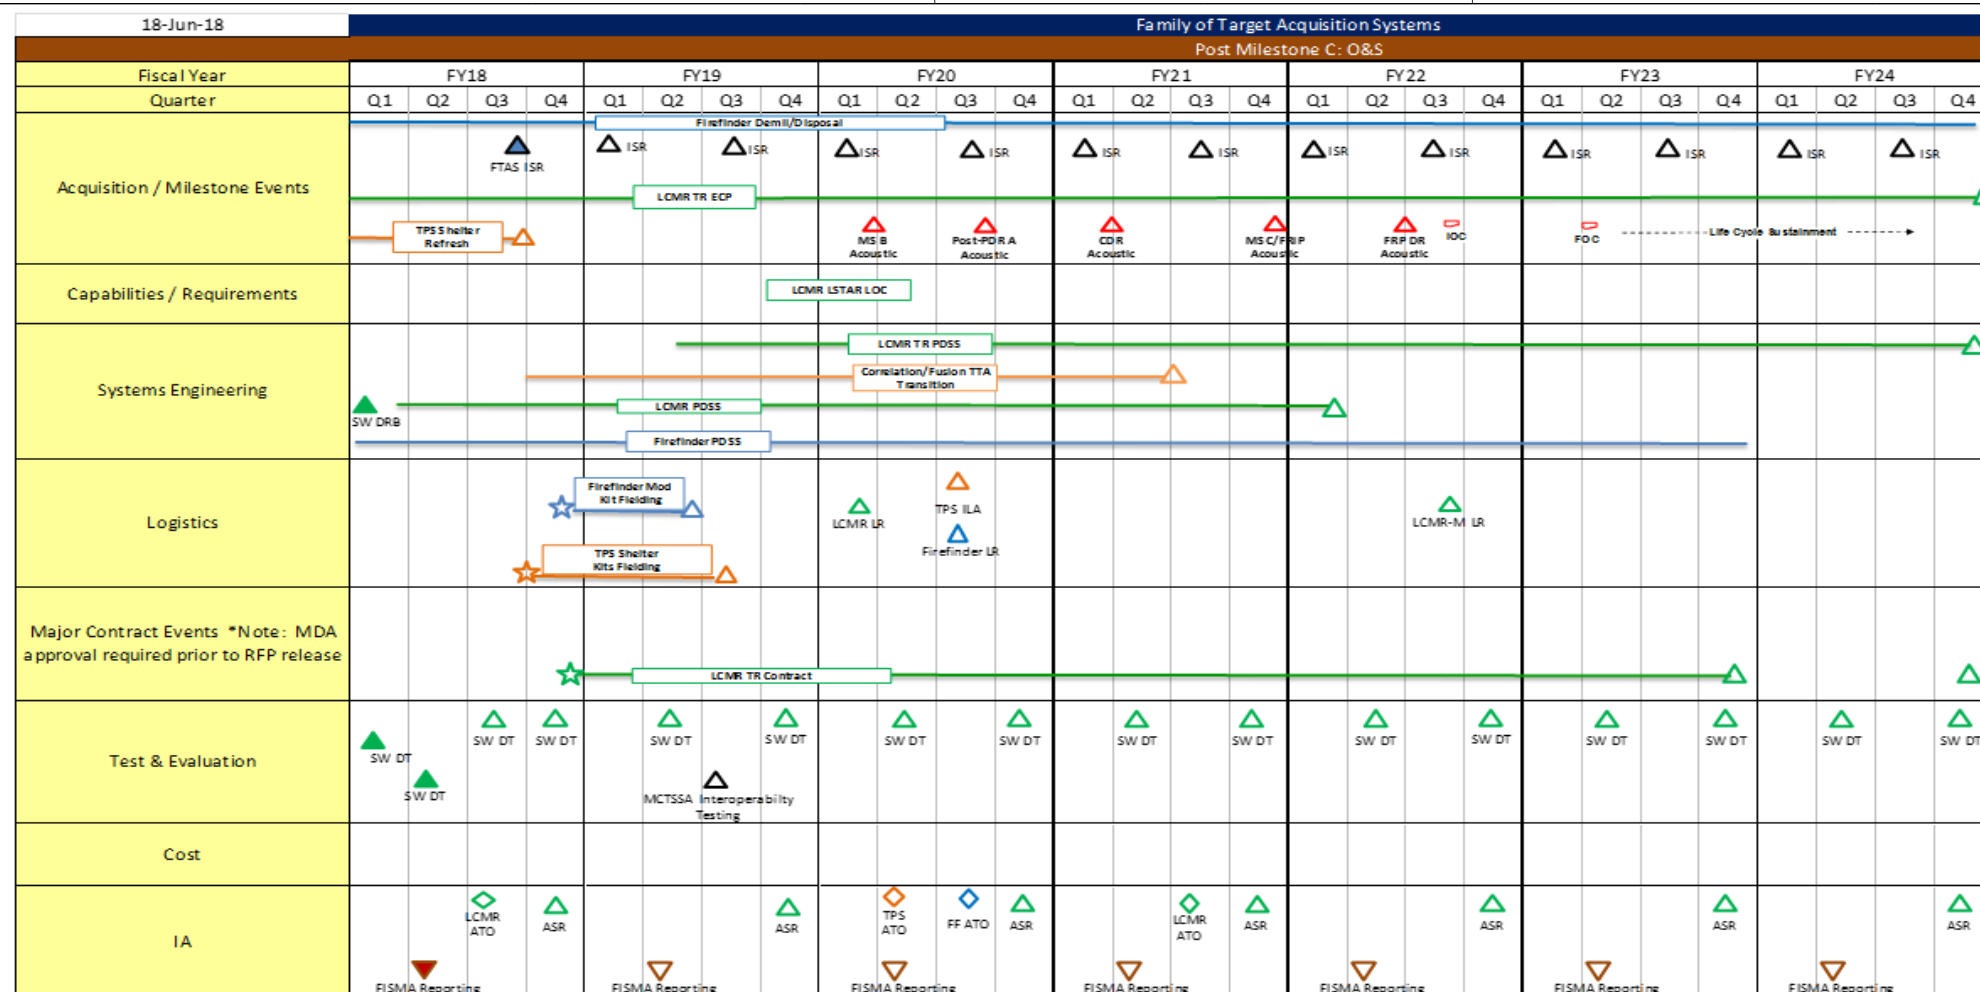 18-Jun-18 Family of Target Acquisition Systems
Post Milestone C: O&S
Fiscal Year FY18 FY19 FY20 FY21 FY22 FY23 FY24
Quarter Q1 Q2 Q3 Q4 Q1 Q2 Q3 Q4 Q1 Q2 Q3 Q4 Q1 Q2 Q3 Q4 Q1 Q2 Q3 Q4 Q1 Q2 Q3 Q4 Q1 Q2 Q3 Q4
Acquisition / Milestone Events
Firefinder Demil/Disposal
FTAS ISR
ISR ISR ISR ISR ISR ISR ISR ISR ISR ISR ISR ISR
LCMR TR ECP
TPS Shelter
Refresh
MS B
Acoustic
Post-PDR A
Acoustic
CDR
Acoustic
MS C/FRIP
Acoustic
FRP DR
Acoustic
IOC
FOC
Life Cycle Sustainment
Capabilities / Requirements
LCMR LSTAR LOC
Systems Engineering
LCMR TR PDSS
Correlation/Fusion TTA
Transition
SW DRB
LCMR PDSS
Firefinder PDSS
Logistics
Firefinder Mod
Kit Fielding
TPS Shelter
Kits Fielding
LCMR LR
TPS ILA
Firefinder LR
LCMR-M LR
Major Contract Events *Note: MDA
approval required prior to RFP release
LCMR TR Contract
Test & Evaluation
SW DT
SW DT
SW DT SW DT SW DT SW DT SW DT SW DT SW DT SW DT SW DT SW DT SW DT SW DT SW DT SW DT
MCTSSA Interoperabilty
Testing
Cost
IA
LCMR
ATO
ASR
ASR
TPS
ATO
FF ATO
ASR
LCMR
ATO
ASR
ASR
ASR
ASR
FISMA Reporting FISMA Reporting FISMA Reporting FISMA Reporting FISMA Reporting FISMA Reporting FISMA Reporting